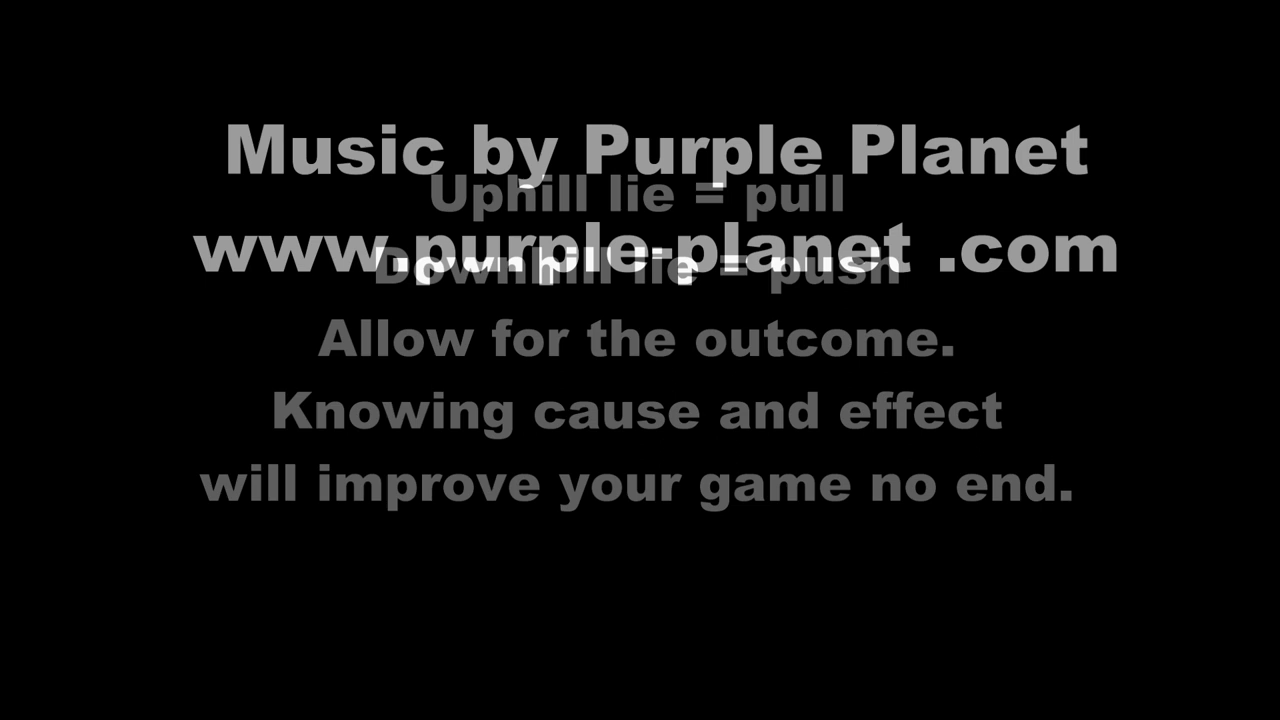 Music by Purple Planet
Uphill lie = pull
www.purple-planet .com
Downhill lie = push
Allow for the outcome.
Knowing cause and effect
will improve your game no end.